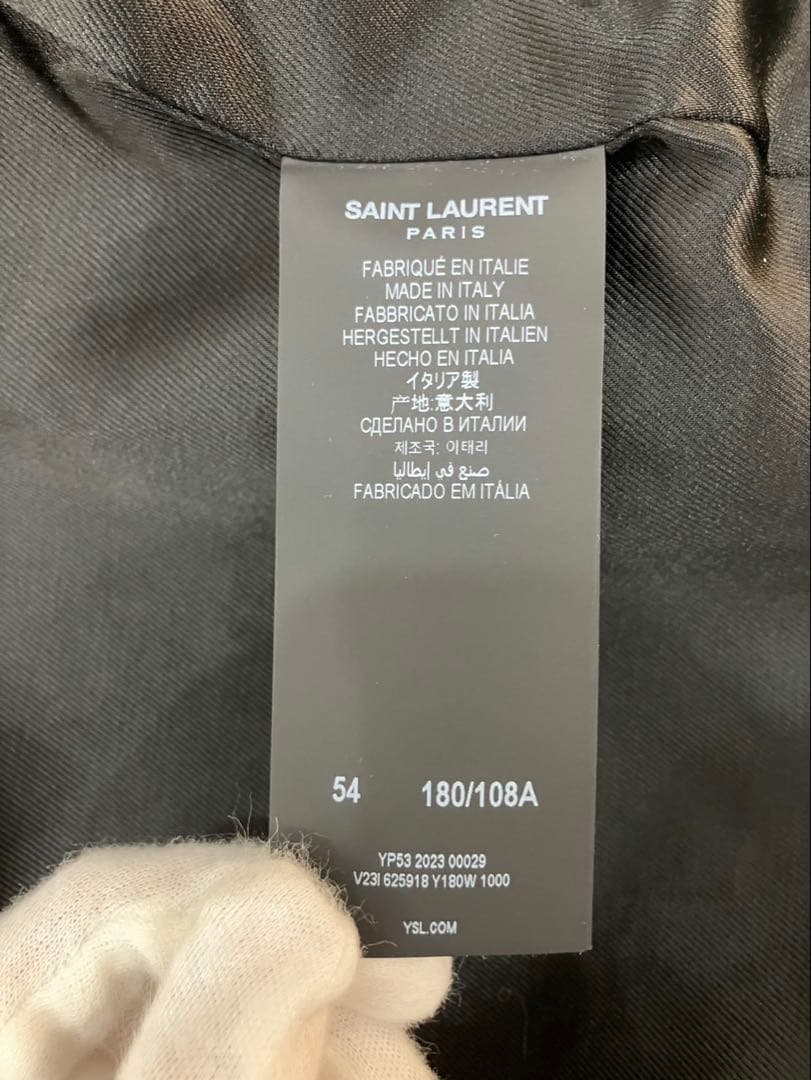 SAINT LAURENT
PARIS
FABRIQUÉ EN ITALIE
MADE IN ITALY
FABBRICATO IN ITALIA
HERGESTELLT IN ITALIEN
HECHO EN ITALIA
イタリア製
产地:意大利
СДЕЛАНО В ИТАЛИИ
제조국: 이태리
صنع في إيطاليا
FABRICADO EM ITÁLIA
54 180/108A
YP53 2023 00029
V23I 625918 Y180W 1000
YSL.COM